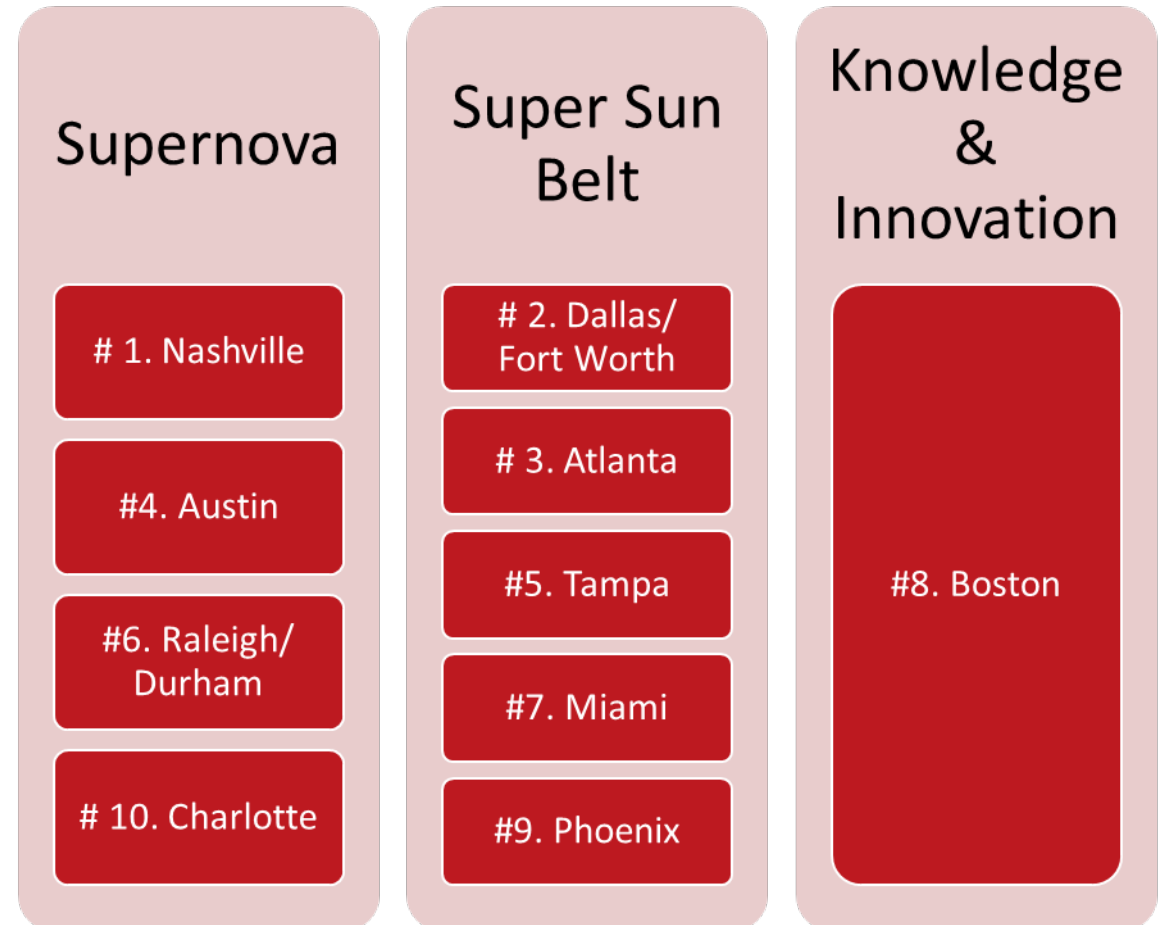 Supernova
# 1. Nashville
#4. Austin
#6. Raleigh/
Durham
# 10. Charlotte
Super Sun
Belt
# 2. Dallas/
Fort Worth
# 3. Atlanta
#5. Tampa
#7. Miami
#9. Phoenix
Knowledge
&
Innovation
#8. Boston